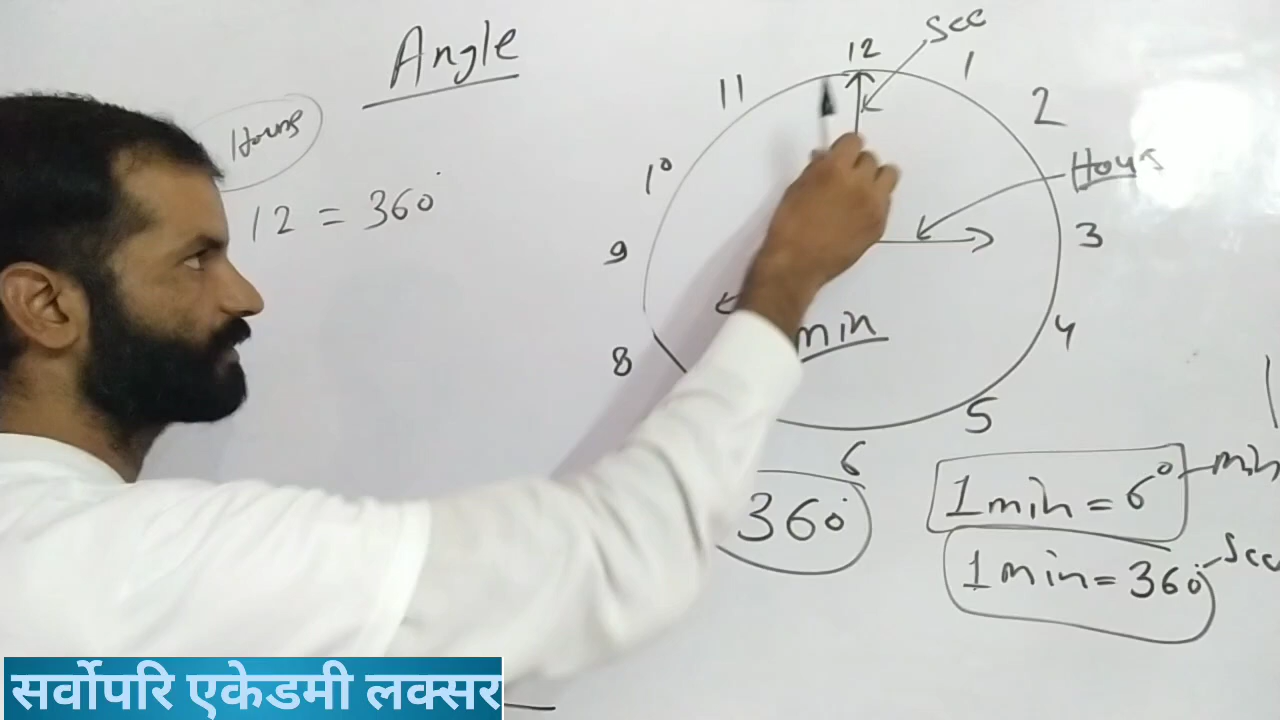 Angle
Hours
12 = 360°
12
Sec
1
2
Hours
3
4
5
6
min
8
9
10
11
360°
1 min = 6° min
1 min = 360° Sec
सर्वोपरि एकेडमी लक्सर